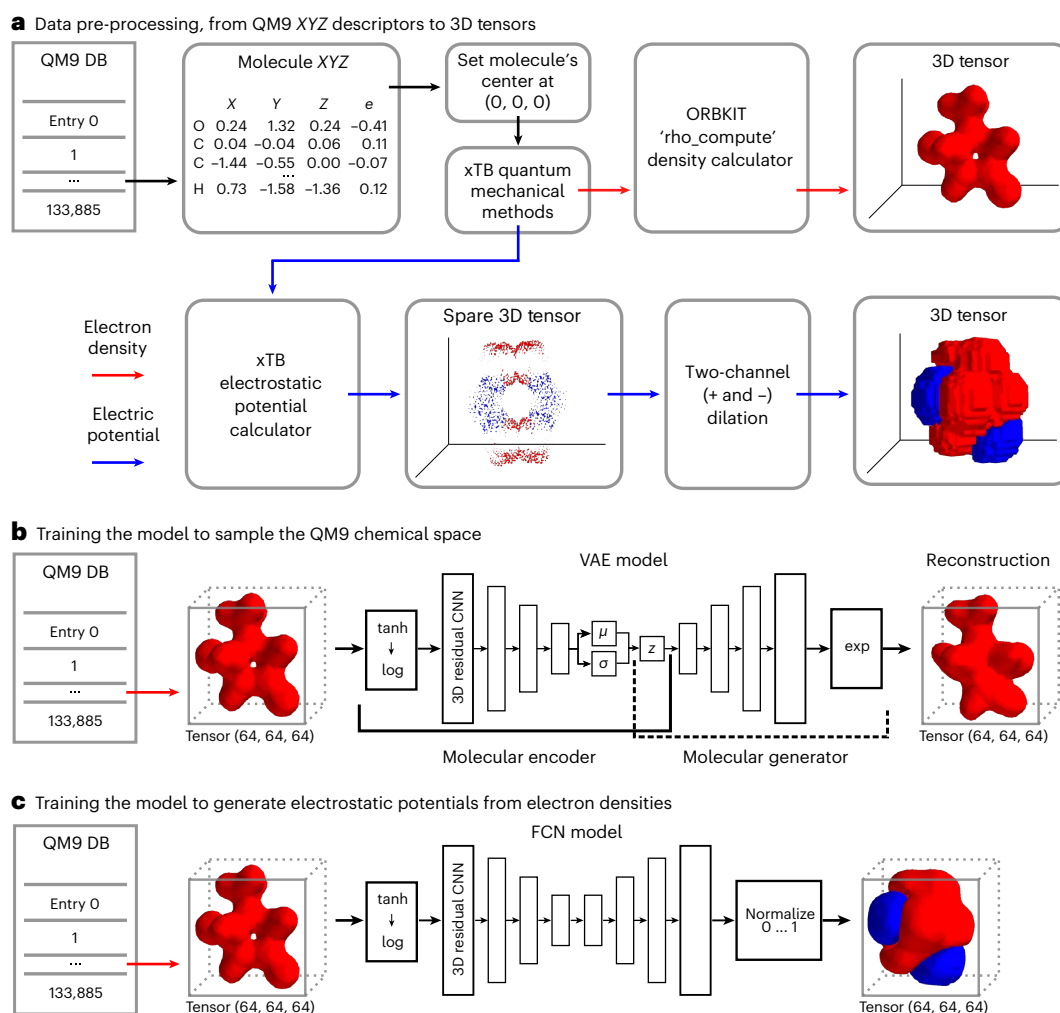 a Data pre-processing, from QM9 XYZ descriptors to 3D tensors
QM9 DB
Entry 0
1
...
133,885
Molecule XYZ
X Y Z e
O 0.24 1.32 0.24 −0.41
C 0.04 −0.04 0.06 0.11
C −1.44 −0.55 0.00 −0.07
...
H 0.73 −1.58 −1.36 0.12
Set molecule's
center at
(0, 0, 0)
xTB quantum
mechanical
methods
ORBKIT
'rho_compute'
density calculator
3D tensor
Electron
density
Electric
potential
xTB
electrostatic
potential
calculator
Spare 3D tensor
Two-channel
(+ and −)
dilation
3D tensor
b Training the model to sample the QM9 chemical space
QM9 DB
Entry 0
1
...
133,885
Tensor (64, 64, 64)
VAE model
tanh
log
3D residual CNN
μ
σ
z
exp
Molecular encoder
Molecular generator
Reconstruction
Tensor (64, 64, 64)
c Training the model to generate electrostatic potentials from electron densities
QM9 DB
Entry 0
1
...
133,885
Tensor (64, 64, 64)
FCN model
tanh
log
3D residual CNN
Normalize
0 ... 1
Tensor (64, 64, 64)